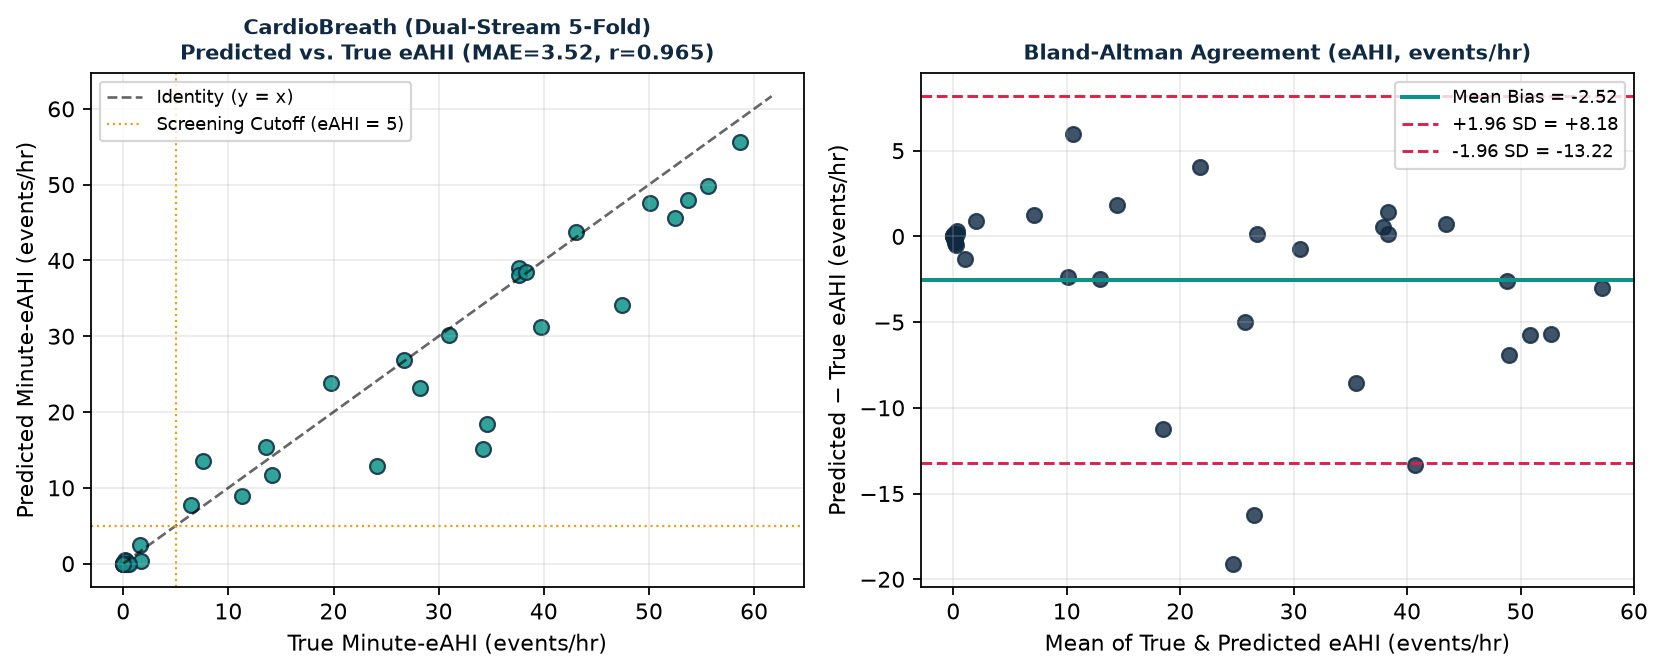 CardioBreath (Dual-Stream 5-Fold)
Predicted vs. True eAHI (MAE=3.52, r=0.965)
Identity (y = x)
Screening Cutoff (eAHI = 5)
Predicted Minute-eAHI (events/hr)
60
50
40
30
20
10
0
0 10 20 30 40 50 60
True Minute-eAHI (events/hr)
Bland-Altman Agreement (eAHI, events/hr)
Mean Bias = -2.52
+1.96 SD = +8.18
-1.96 SD = -13.22
Predicted − True eAHI (events/hr)
5
0
−5
−10
−15
−20
0 10 20 30 40 50 60
Mean of True & Predicted eAHI (events/hr)